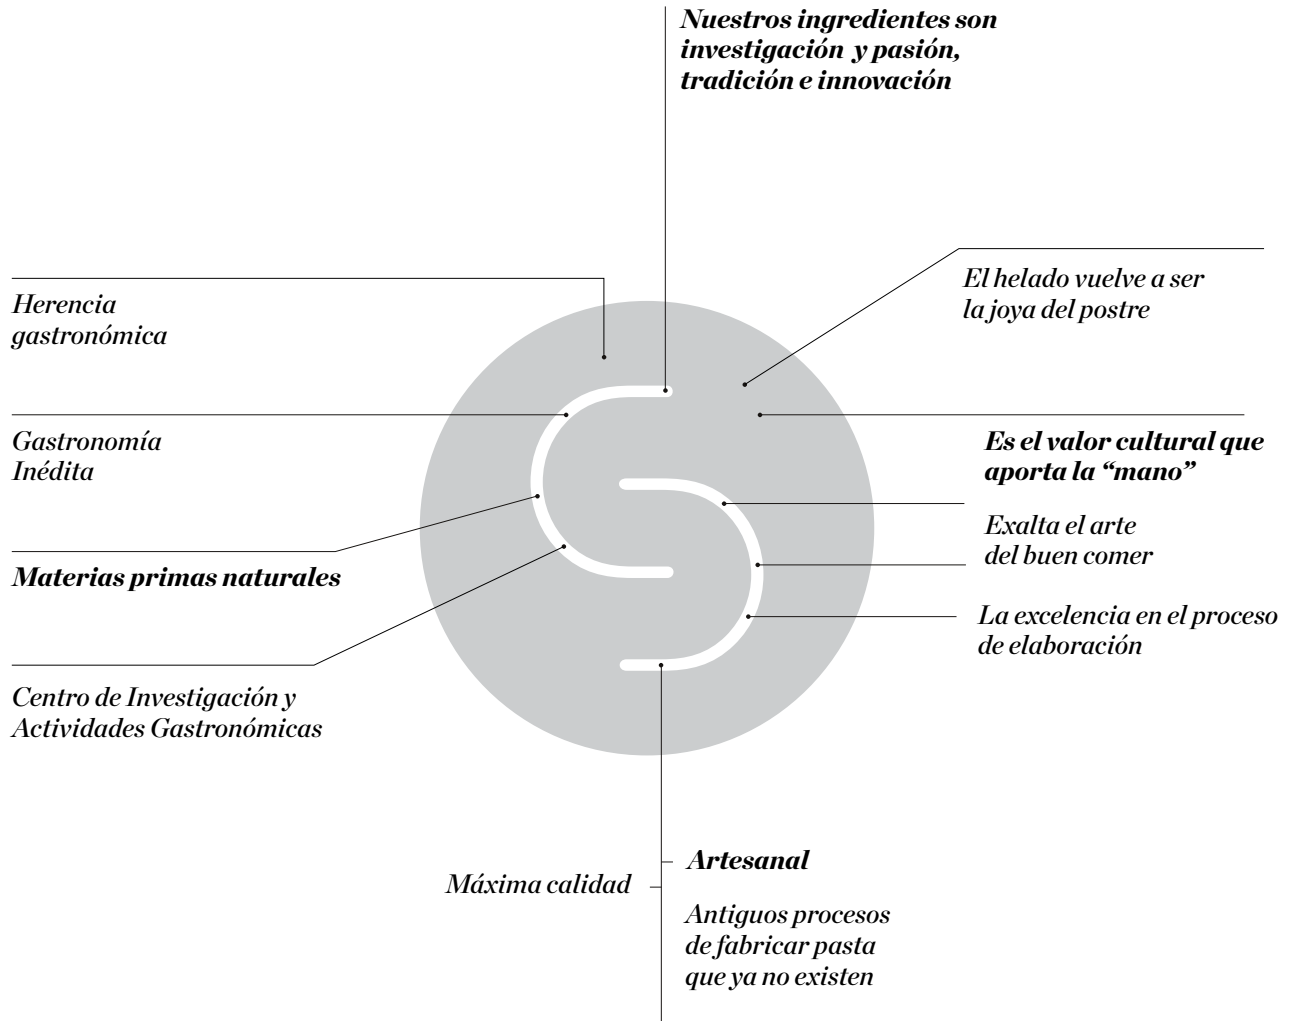 Nuestros ingredientes son
investigación y pasión,
tradición e innovación
Herencia
gastronómica
Gastronomía
Inédita
Materias primas naturales
Centro de Investigación y
Actividades Gastronómicas
El helado vuelve a ser
la joya del postre
Es el valor cultural que
aporta la “mano”
Exalta el arte
del buen comer
La excelencia en el proceso
de elaboración
Máxima calidad
Artesanal
Antiguos procesos
de fabricar pasta
que ya no existen